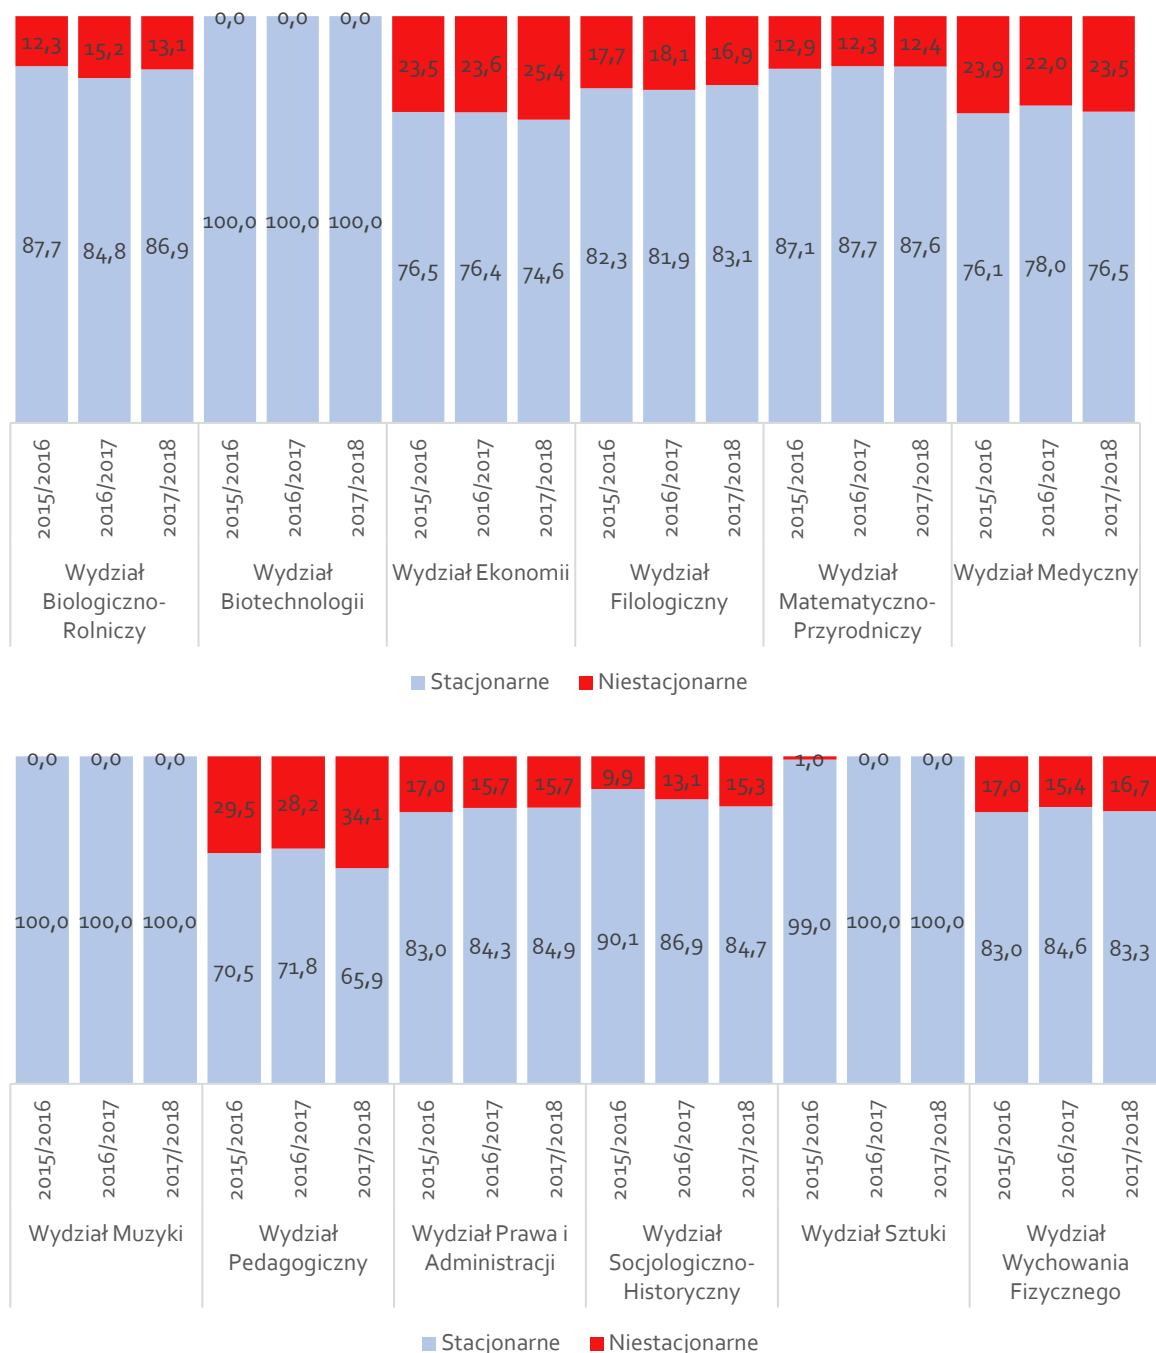 12,3 15,2 13,1 0,0 0,0 0,0 23,5 23,6 25,4 17,7 18,1 16,9 12,9 12,3 12,4 23,9 22,0 23,5
87,7 84,8 86,9 100,0 100,0 100,0 76,5 76,4 74,6 82,3 81,9 83,1 87,1 87,7 87,6 76,1 78,0 76,5
2015/2016 2016/2017 2017/2018 2015/2016 2016/2017 2017/2018 2015/2016 2016/2017 2017/2018 2015/2016 2016/2017 2017/2018 2015/2016 2016/2017 2017/2018 2015/2016 2016/2017 2017/2018
Wydział
Biologiczno-
Rolniczy
Wydział
Biotechnologii
Wydział Ekonomii
Wydział
Filologiczny
Wydział
Matematyczno-
Przyrodniczy
Wydział Medyczny
Stacjonarne Niestacjonarne
0,0 0,0 0,0 29,5 28,2 34,1 17,0 15,7 15,7 9,9 13,1 15,3 1,0 0,0 0,0 17,0 15,4 16,7
100,0 100,0 100,0 70,5 71,8 65,9 83,0 84,3 84,9 90,1 86,9 84,7 99,0 100,0 100,0 83,0 84,6 83,3
2015/2016 2016/2017 2017/2018 2015/2016 2016/2017 2017/2018 2015/2016 2016/2017 2017/2018 2015/2016 2016/2017 2017/2018 2015/2016 2016/2017 2017/2018 2015/2016 2016/2017 2017/2018
Wydział Muzyki
Wydział
Pedagogiczny
Wydział Prawa i
Administracji
Wydział
Socjologiczno-
Historyczny
Wydział Sztuki
Wydział
Wychowania
Fizycznego
Stacjonarne Niestacjonarne